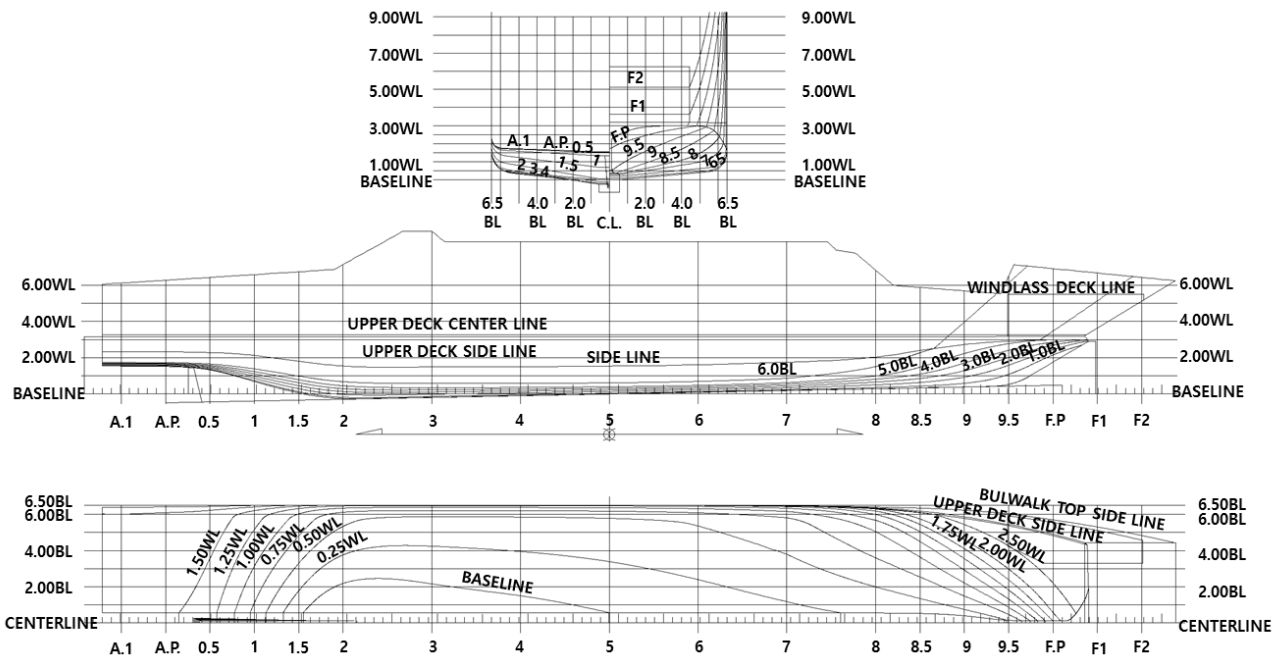 9.00WL 9.00WL
7.00WL 7.00WL
F2
5.00WL 5.00WL
F1
3.00WL F.P 3.00WL
A.1 A.P. 0.5 9.5 9 8.5 8 7 6 5
1.00WL 2 3 4 1.5 1 1.00WL
BASELINE BASELINE
6.5 4.0 2.0 C.L. 2.0 4.0 6.5
BL BL BL BL BL BL
6.00WL WINDLASS DECK LINE 6.00WL
4.00WL UPPER DECK CENTER LINE 4.00WL
2.00WL UPPER DECK SIDE LINE SIDE LINE 6.0BL 5.0BL 4.0BL 3.0BL 2.0BL 1.0BL 2.00WL
BASELINE BASELINE
A.1 A.P. 0.5 1 1.5 2 3 4 5 6 7 8 8.5 9 9.5 F.P F1 F2
6.50BL BULWALK TOP SIDE LINE 6.50BL
6.00BL UPPER DECK SIDE LINE 6.00BL
1.50WL 1.25WL 1.00WL 0.75WL 0.50WL 0.25WL 1.75WL 2.00WL 2.50WL
4.00BL 4.00BL
2.00BL BASELINE 2.00BL
CENTERLINE CENTERLINE
A.1 A.P. 0.5 1 1.5 2 3 4 5 6 7 8 8.5 9 9.5 F.P F1 F2